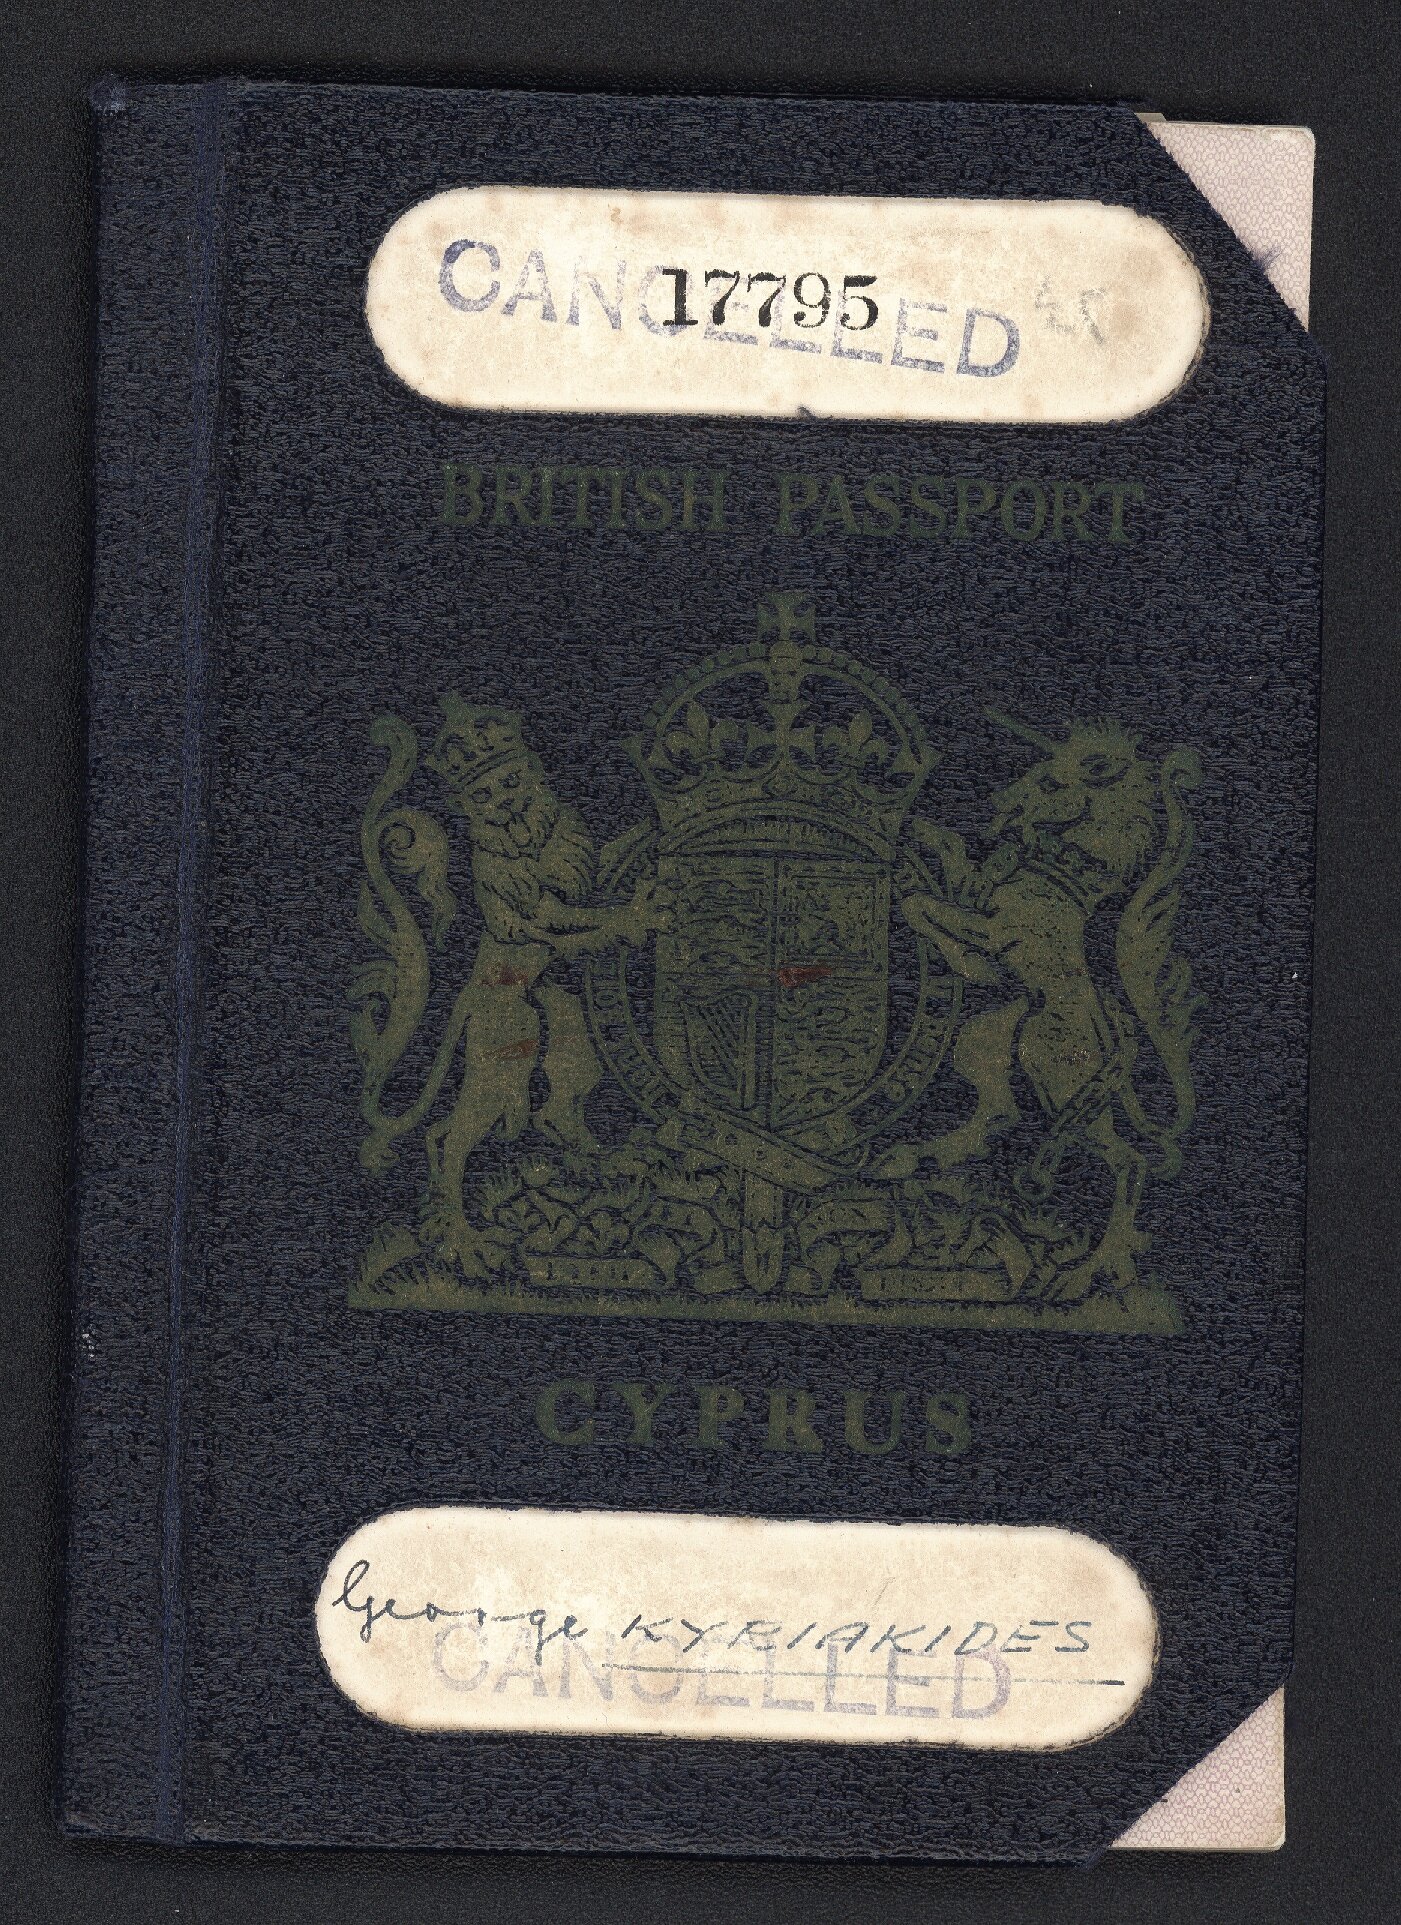 CANCELLED
17795
BRITISH PASSPORT
CYPRUS
George KYRIAKIDES
CANCELLED